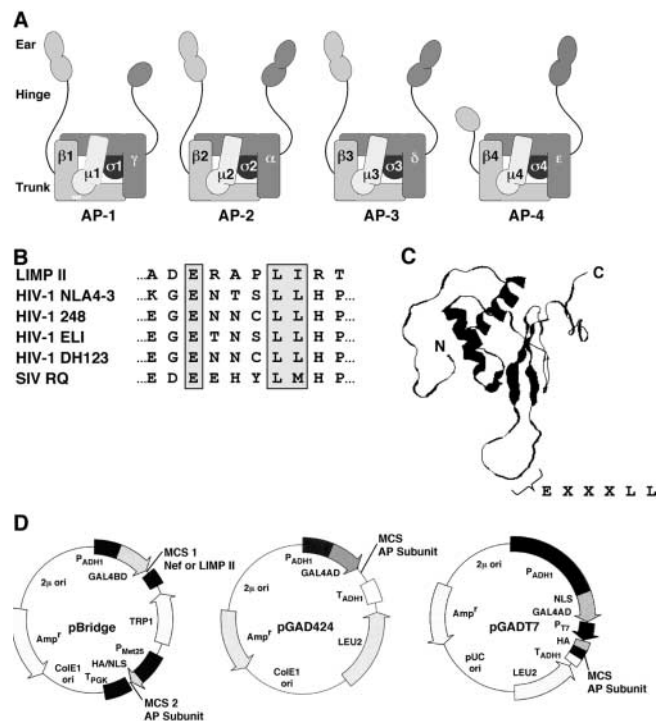 A
Ear
Hinge
Trunk
β1 μ1 σ1 γ
β2 μ2 σ2 α
β3 μ3 σ3 δ
β4 μ4 σ4 ε
AP-1 AP-2 AP-3 AP-4
B
LIMP II ...A D E R A P L I R T
HIV-1 NLA4-3 ...K G E N T S L L H P...
HIV-1 248 ...E G E N N C L L H P...
HIV-1 ELI ...E G E T N S L L H P...
HIV-1 DH123 ...E G E N N C L L H P...
SIV RQ ...E D E E H Y L M H P...
C
C
N
E X X X L L
D
PADH1
GAL4BD
MCS 1
Nef or LIMP II
2μ ori
TRP1
pBridge
Ampr
PMet25
HA/NLS
ColE1
ori
TPGK
MCS 2
AP Subunit
PADH1
GAL4AD
MCS
AP Subunit
2μ ori
TADH1
pGAD424
Ampr
LEU2
ColE1
ori
2μ ori
PADH1
NLS
GAL4AD
PT7
HA
TADH1
pGADT7
Ampr
pUC
ori
LEU2
MCS
AP Subunit